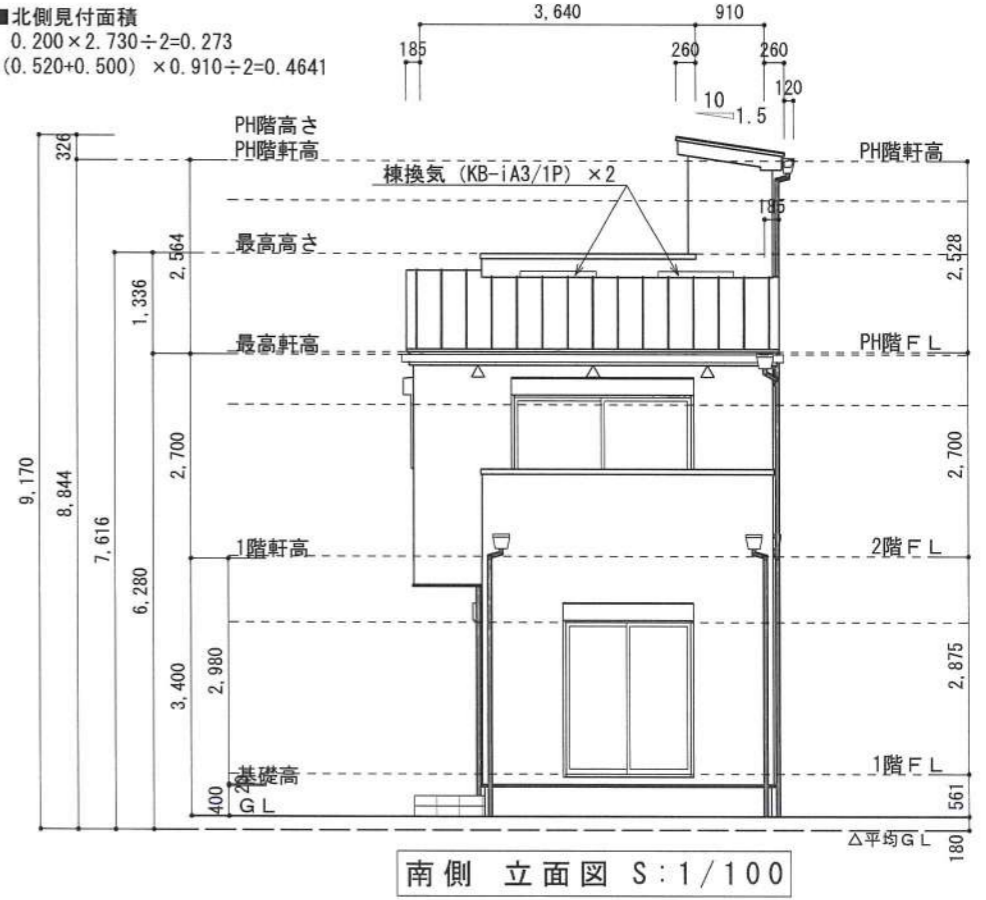 ■北側見付面積
0.200×2.730÷2=0.273
(0.520+0.500) ×0.910÷2=0.4641
3,640
910
185
260
260
120
10
1.5
PH階高さ
PH階軒高
PH階軒高
326
棟換気 (KB-iA3/1P) ×2
185
最高高さ
2,564
2,528
1,336
最高軒高
PH階ＦＬ
2,700
2,700
9,170
8,844
7,616
6,280
1階軒高
2階ＦＬ
3,400
2,980
2,875
1階ＦＬ
基礎高
20
400
ＧＬ
561
△平均ＧＬ
180
南側 立面図 S:1/100